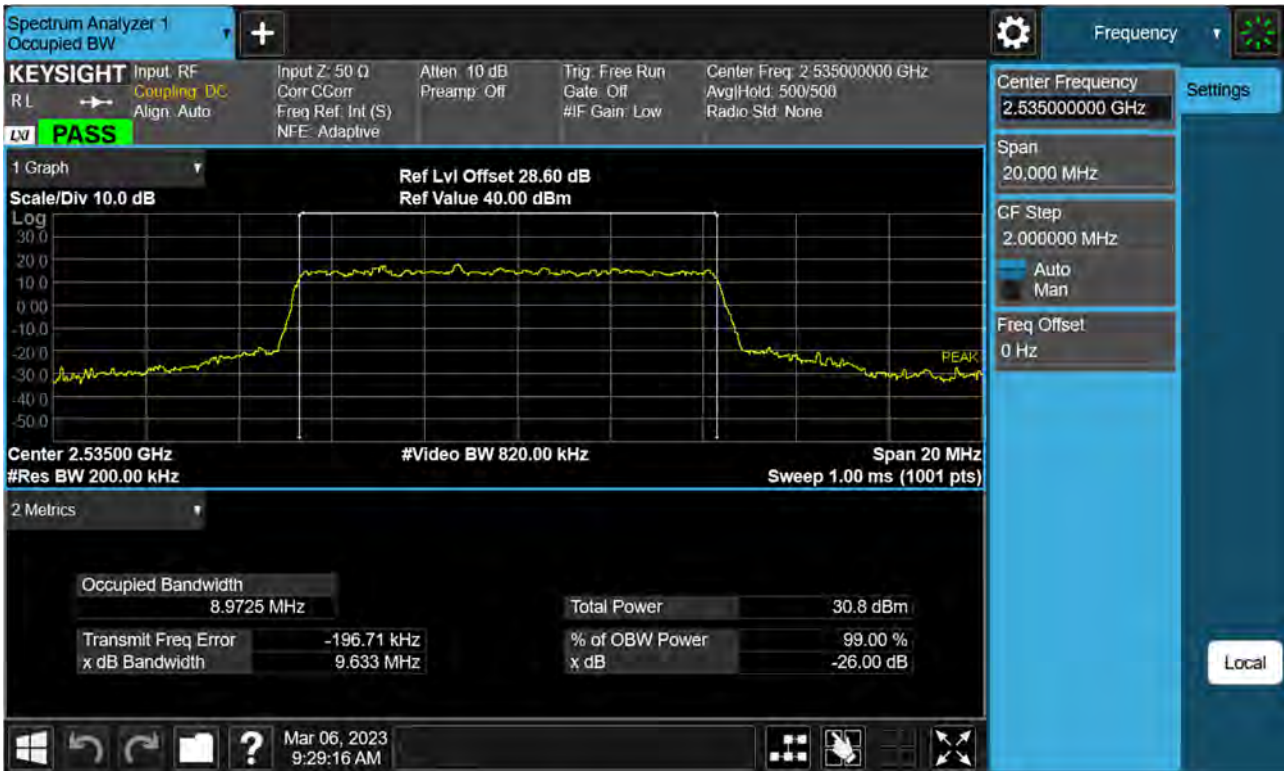 Spectrum Analyzer 1
Occupied BW
+
Frequency
KEYSIGHT
RL
LXI
PASS
Input: RF
Coupling: DC
Align: Auto
Input Z: 50 Ω
Corr CCorr
Freq Ref: Int (S)
NFE: Adaptive
Atten: 10 dB
Preamp: Off
Trig: Free Run
Gate: Off
#IF Gain: Low
Center Freq: 2.535000000 GHz
Avg|Hold: 500/500
Radio Std: None
Center Frequency
2.535000000 GHz
Settings
Span
20.000 MHz
CF Step
2.000000 MHz
Auto
Man
Freq Offset
0 Hz
Local
1 Graph
Scale/Div 10.0 dB
Ref Lvl Offset 28.60 dB
Ref Value 40.00 dBm
Log
30.0
20.0
10.0
0.00
-10.0
-20.0
-30.0
-40.0
-50.0
PEAK
Center 2.53500 GHz
#Video BW 820.00 kHz
Span 20 MHz
#Res BW 200.00 kHz
Sweep 1.00 ms (1001 pts)
2 Metrics
Occupied Bandwidth
8.9725 MHz
Total Power 30.8 dBm
Transmit Freq Error -196.71 kHz
% of OBW Power 99.00 %
x dB Bandwidth 9.633 MHz
x dB -26.00 dB
?
Mar 06, 2023
9:29:16 AM